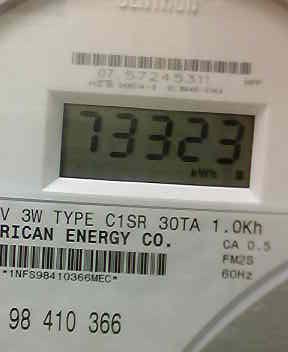 07 57245311
73323
kWh
V 3W TYPE C1SR 30TA 1.0Kh
RICAN ENERGY CO.
CA 0.5
FM2S
60Hz
*1NFS98410366MEC*
98 410 366